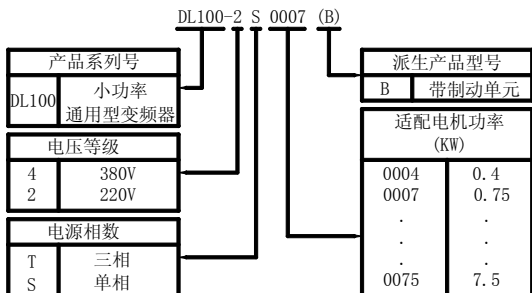 DL100-2 S 0007 (B)
产品系列号
DL100 小功率
通用型变频器
电压等级
4 380V
2 220V
电源相数
T 三相
S 单相
派生产品型号
B 带制动单元
适配电机功率
(KW)
0004 0.4
0007 0.75
. .
. .
. .
0075 7.5